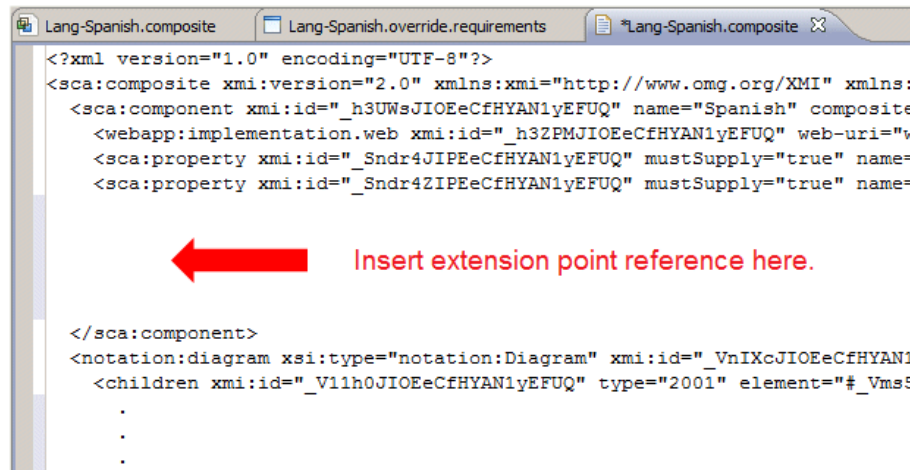 Lang-Spanish.composite Lang-Spanish.override.requirements *Lang-Spanish.composite
<?xml version="1.0" encoding="UTF-8"?>
<sca:composite xmi:version="2.0" xmlns:xmi="http://www.omg.org/XMI" xmlns:
<sca:component xmi:id="_h3UWsJIOEeCfHYAN1yEFUQ" name="Spanish" composite
<webapp:implementation.web xmi:id="_h3ZPMJIOEeCfHYAN1yEFUQ" web-uri="w
<sca:property xmi:id="_Sndr4JIPEeCfHYAN1yEFUQ" mustSupply="true" name=
<sca:property xmi:id="_Sndr4ZIPEeCfHYAN1yEFUQ" mustSupply="true" name=
Insert extension point reference here.
</sca:component>
<notation:diagram xsi:type="notation:Diagram" xmi:id="_VnIXcJIOEeCfHYAN1
<children xmi:id="_V11h0JIOEeCfHYAN1yEFUQ" type="2001" element="#_Vms5
.
.
.